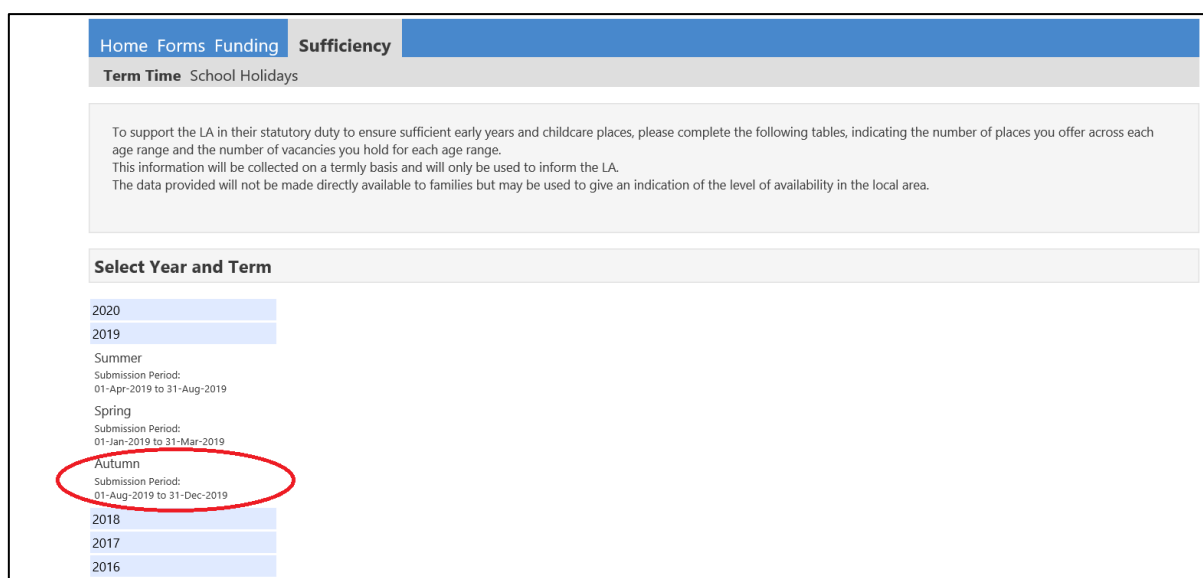 Home Forms Funding Sufficiency
Term Time School Holidays
To support the LA in their statutory duty to ensure sufficient early years and childcare places, please complete the following tables, indicating the number of places you offer across each
age range and the number of vacancies you hold for each age range.
This information will be collected on a termly basis and will only be used to inform the LA.
The data provided will not be made directly available to families but may be used to give an indication of the level of availability in the local area.
Select Year and Term
2020
2019
Summer
Submission Period:
01-Apr-2019 to 31-Aug-2019
Spring
Submission Period:
01-Jan-2019 to 31-Mar-2019
Autumn
Submission Period:
01-Aug-2019 to 31-Dec-2019
2018
2017
2016